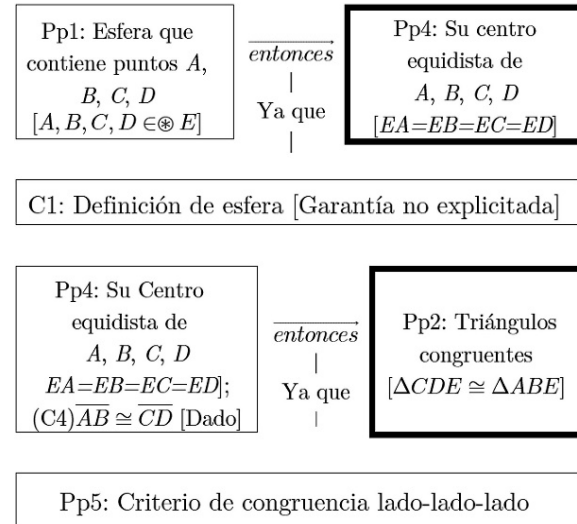 Pp1: Esfera que
contiene puntos A,
B, C, D
[A, B, C, D ∈⊛ E]
entonces
Ya que
Pp4: Su centro
equidista de
A, B, C, D
[EA=EB=EC=ED]
C1: Definición de esfera [Garantía no explicitada]
Pp4: Su Centro
equidista de
A, B, C, D
EA=EB=EC=ED];
(C4)A̅B̅ ≅ C̅D̅ [Dado]
entonces
Ya que
Pp2: Triángulos
congruentes
[ΔCDE ≅ ΔABE]
Pp5: Criterio de congruencia lado-lado-lado